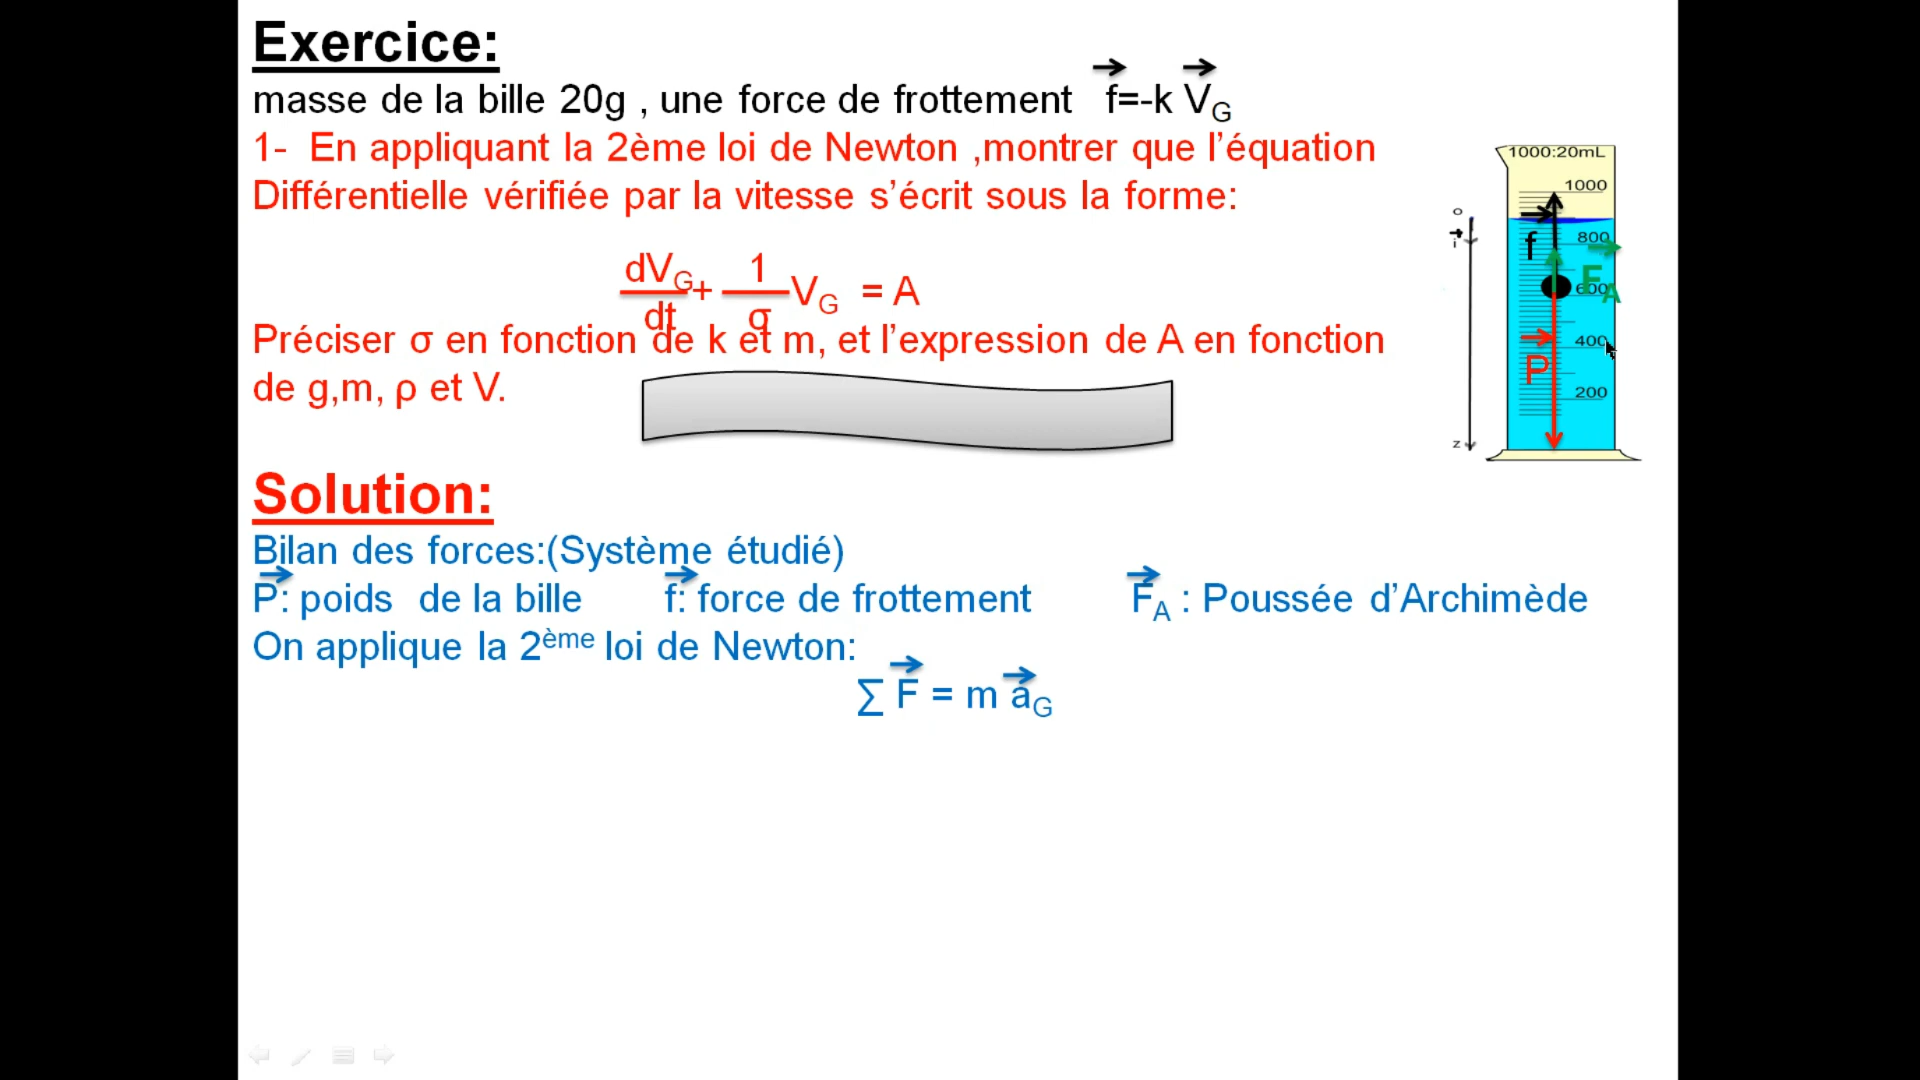 Exercice:
masse de la bille 20g , une force de frottement f=-k VG
1- En appliquant la 2ème loi de Newton ,montrer que l’équation
Différentielle vérifiée par la vitesse s’écrit sous la forme:
dVG/dt + 1/σ VG = A
Préciser σ en fonction de k et m, et l’expression de A en fonction
de g,m, ρ et V.
1000:20mL
1000
800
600
400
200
o
i
z
f
FA
P
Solution:
Bilan des forces:(Système étudié)
P: poids de la bille f: force de frottement FA : Poussée d’Archimède
On applique la 2ème loi de Newton:
∑ F = m aG